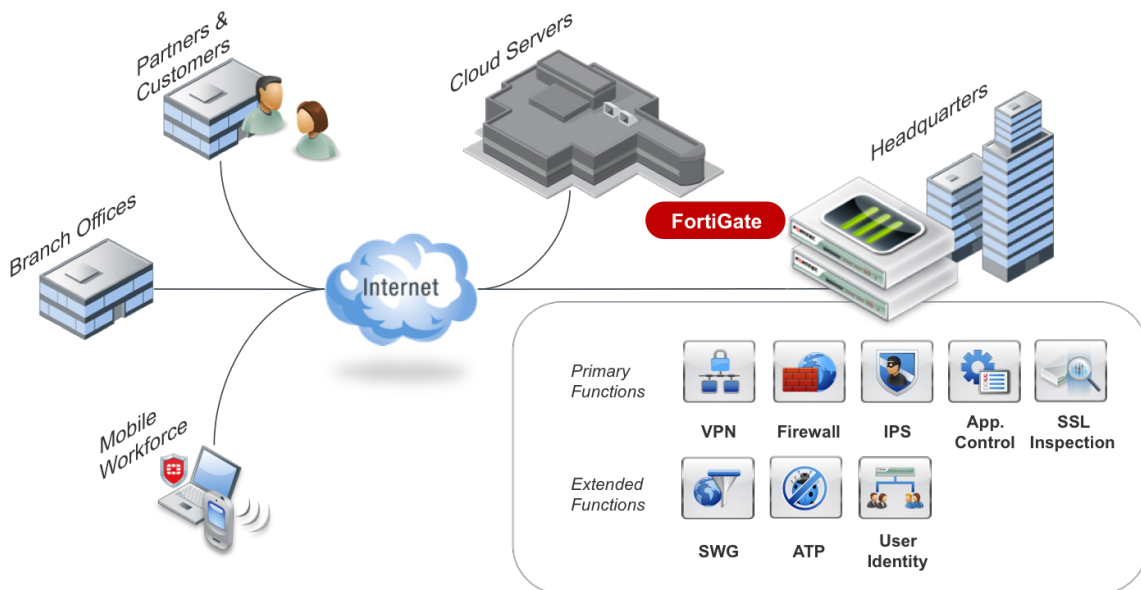 Partners &
Customers
Cloud Servers
Headquarters
FortiGate
Branch Offices
Internet
Mobile
Workforce
Primary
Functions
VPN
Firewall
IPS
App.
Control
SSL
Inspection
Extended
Functions
SWG
ATP
User
Identity